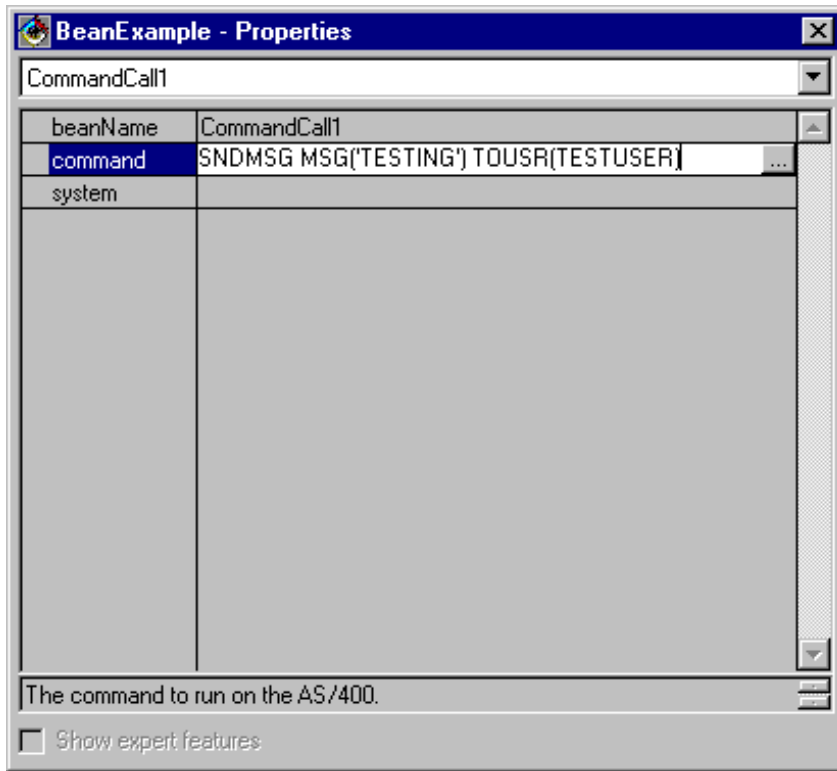 BeanExample - Properties
CommandCall1
beanName CommandCall1
command SNDMSG MSG('TESTING') TOUSR(TESTUSER) ...
system
The command to run on the AS/400.
Show expert features